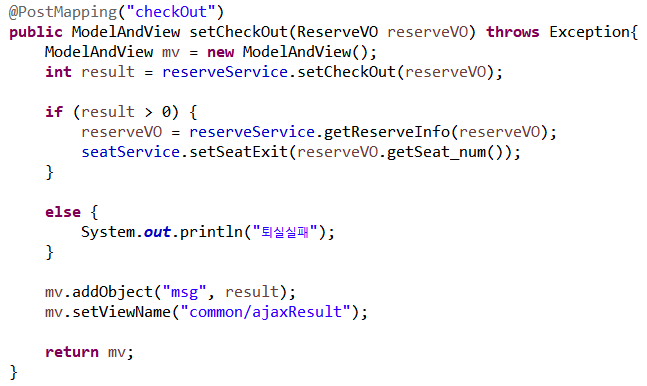 @PostMapping("checkOut")
public ModelAndView setCheckOut(ReserveVO reserveVO) throws Exception{
    ModelAndView mv = new ModelAndView();
    int result = reserveService.setCheckOut(reserveVO);

    if (result > 0) {
        reserveVO = reserveService.getReserveInfo(reserveVO);
        seatService.setSeatExit(reserveVO.getSeat_num());
    }

    else {
        System.out.println("퇴실실패");
    }

    mv.addObject("msg", result);
    mv.setViewName("common/ajaxResult");

    return mv;
}